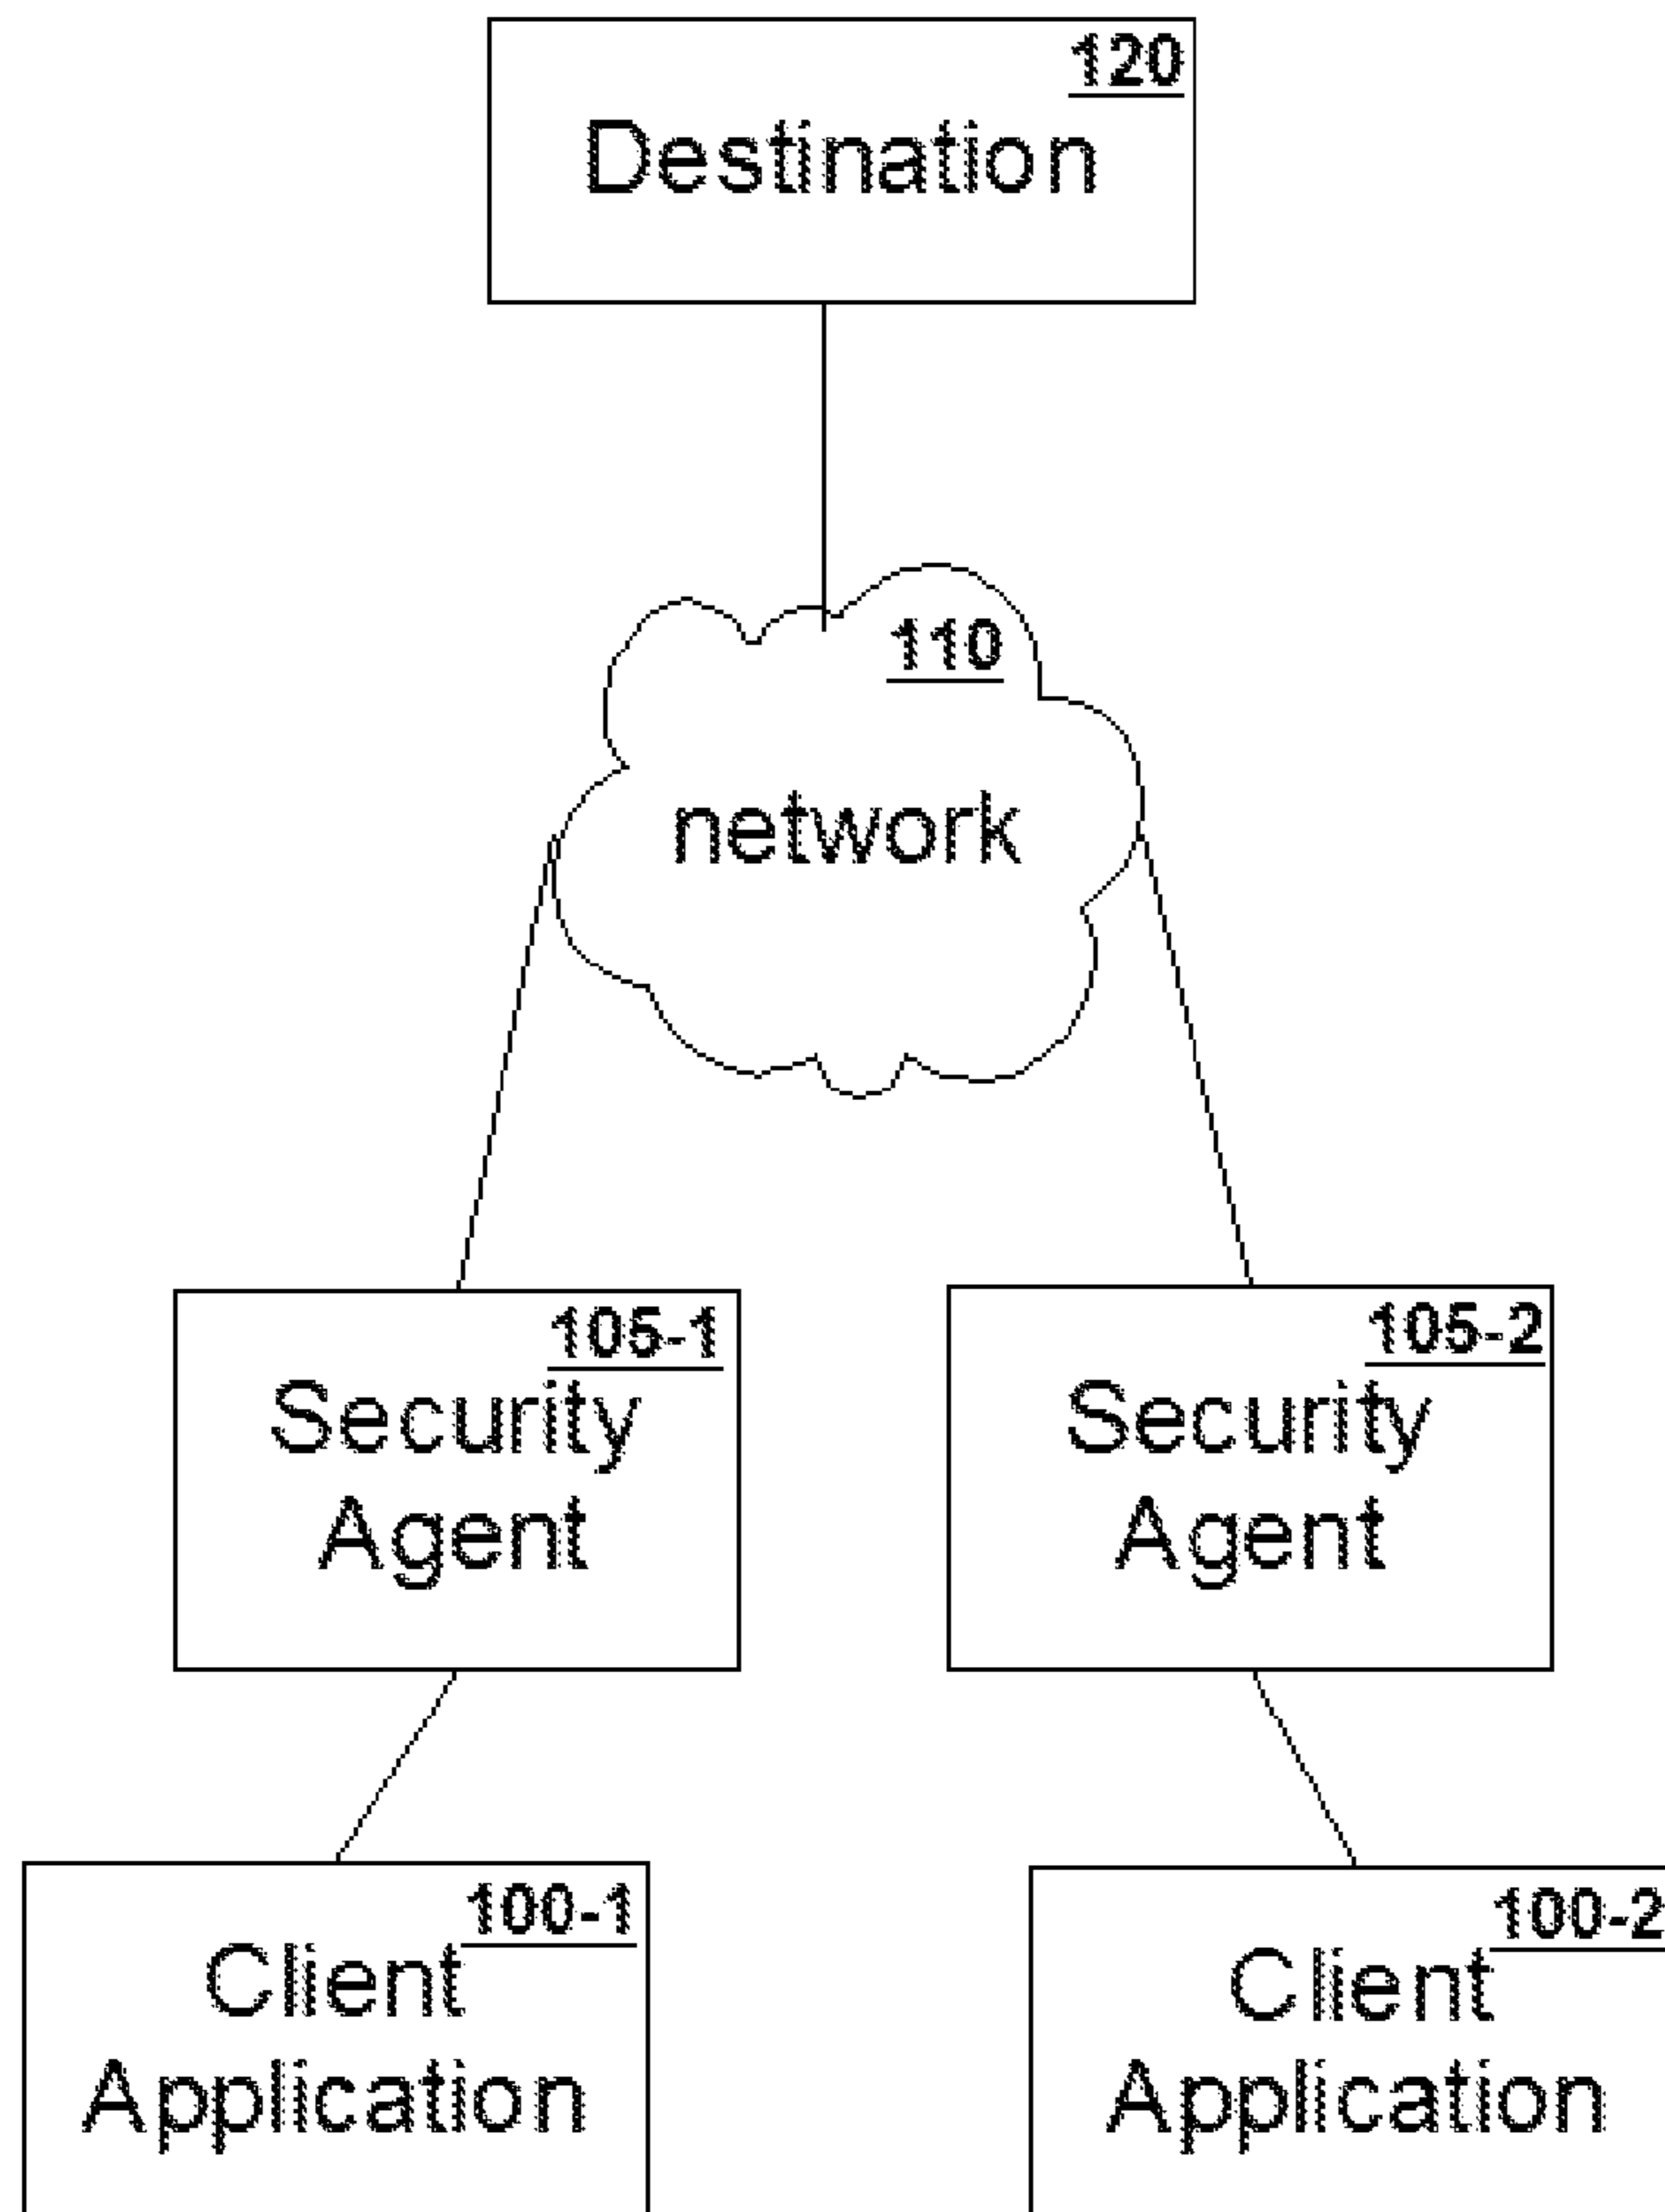 120
Destination
110
network
105-1
Security
Agent
105-2
Security
Agent
100-1
Client
Application
100-2
Client
Application